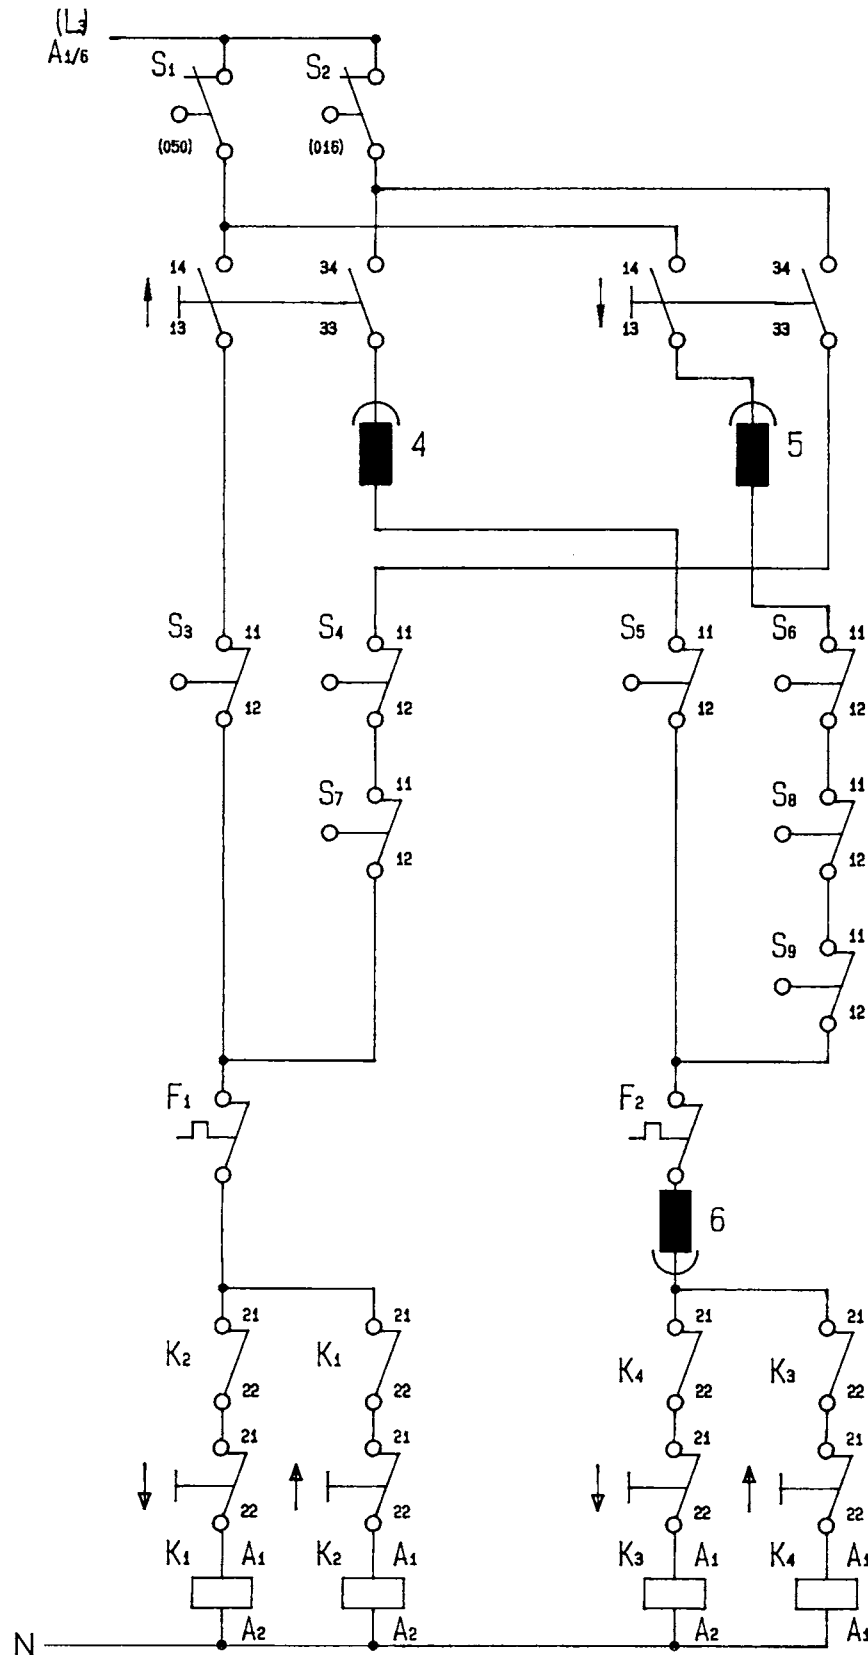 (L3)
A1/6
S1 S2
(050) (016)
14 34 14 34
13 33 13 33
4 5
S3 11 S4 11 S5 11 S6 11
12 12 12 12
S7 11 S8 11
12 12
S9 11
12
F1 F2
6
21 21 21 21
K2 K1 K4 K3
22 22 22 22
21 21 21 21
22 22 22 22
K1 A1 K2 A1 K3 A1 K4 A1
A2 A2 A2 A1
N